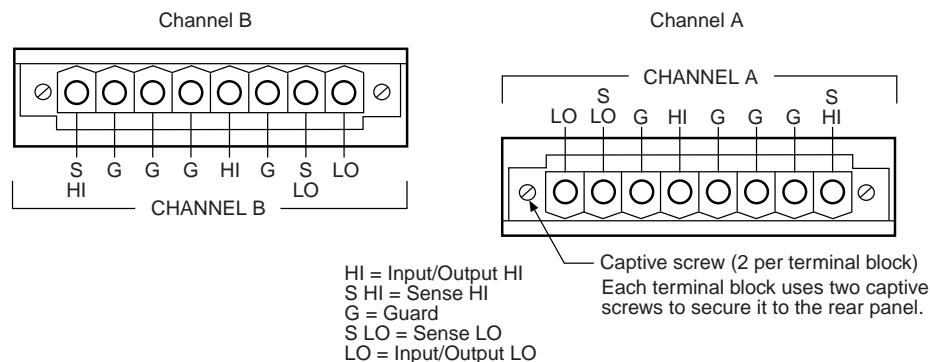 Channel B
Channel A
S HI G G G HI G S LO LO
CHANNEL B
CHANNEL A
LO S LO G HI G G G S HI
Captive screw (2 per terminal block)
Each terminal block uses two captive
screws to secure it to the rear panel.
HI = Input/Output HI
S HI = Sense HI
G = Guard
S LO = Sense LO
LO = Input/Output LO